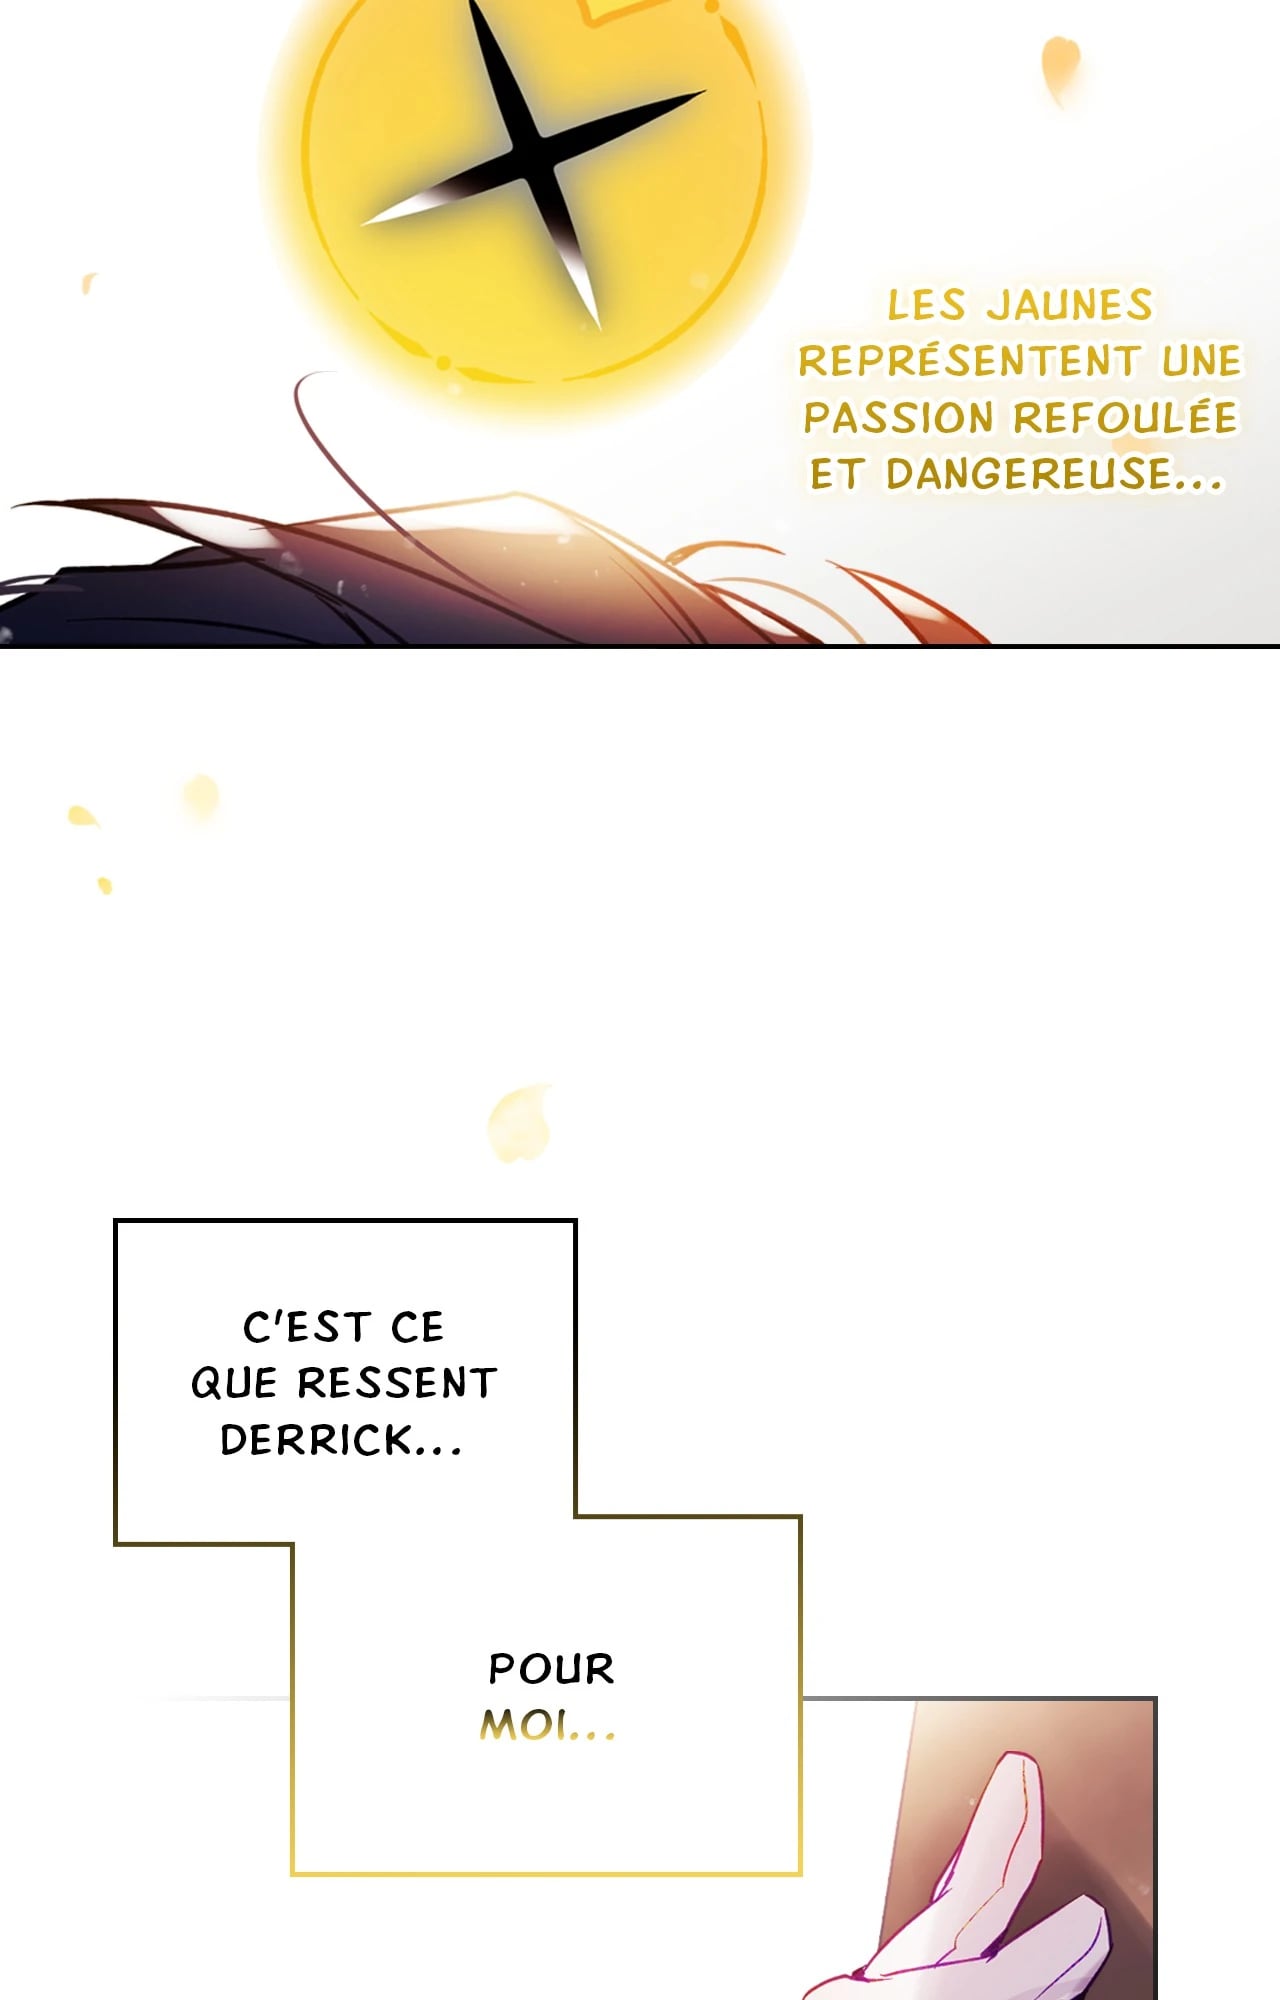 LES JAUNES
REPRÉSENTENT UNE
PASSION REFOULÉE
ET DANGEREUSE...
C'EST CE
QUE RESSENT
DERRICK...
POUR
MOI...